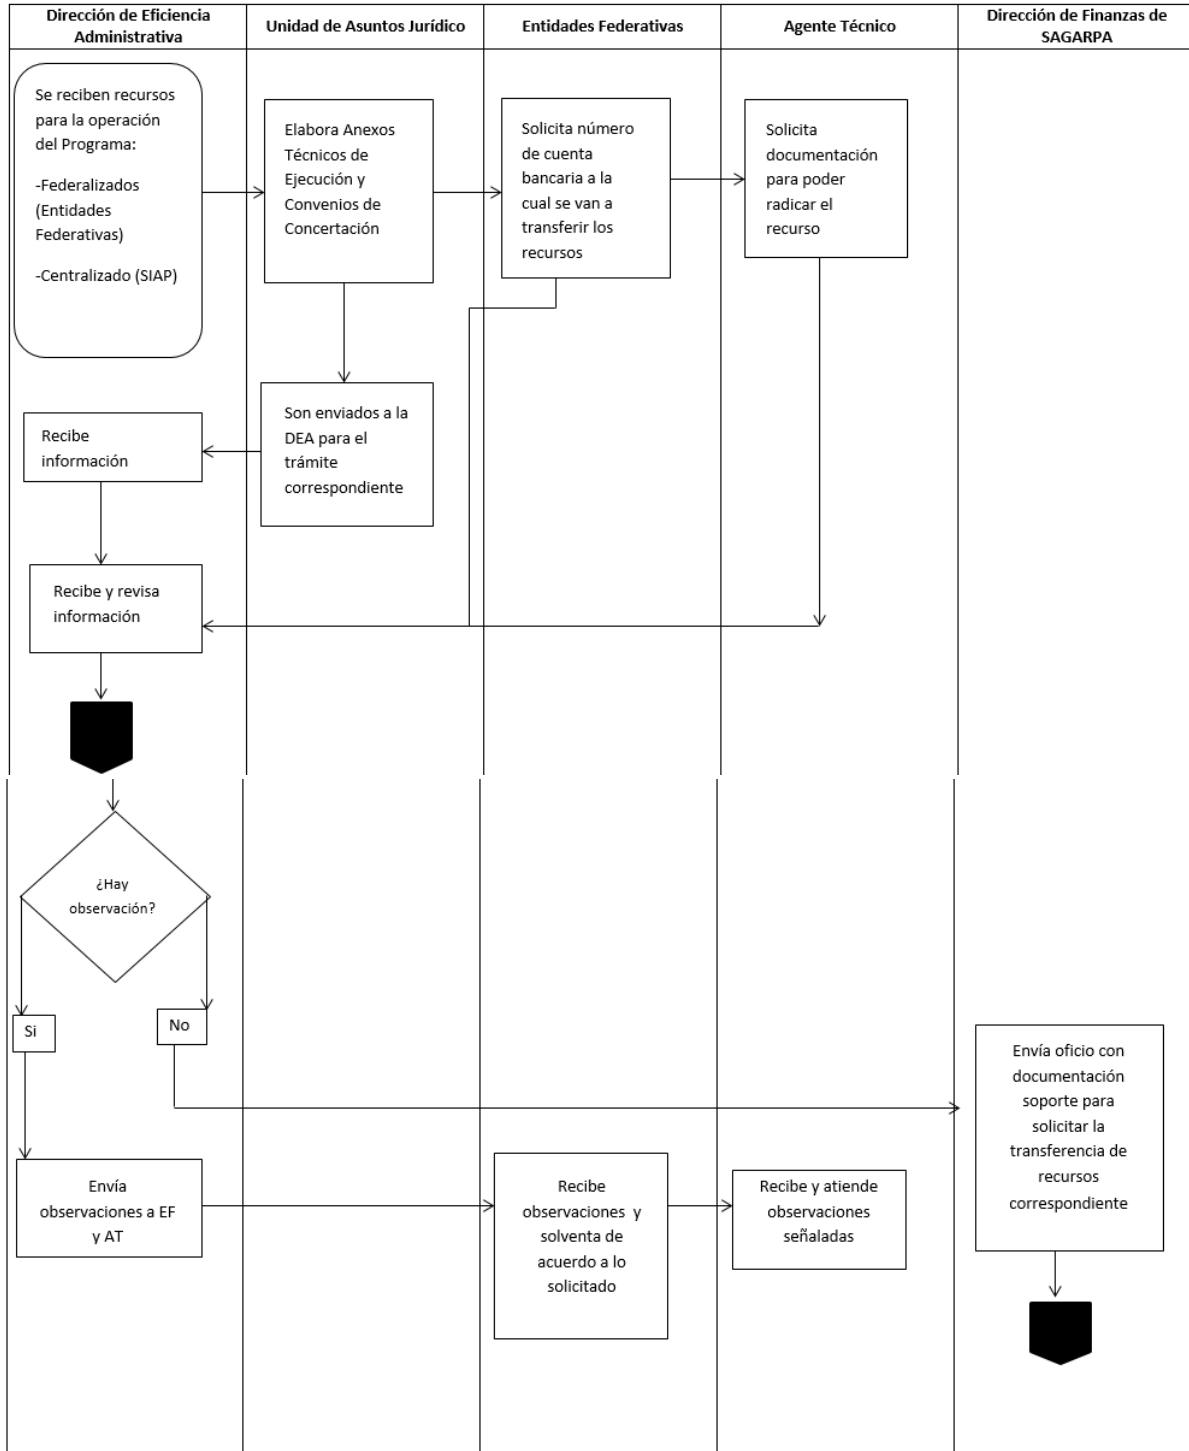 Dirección de Eficiencia
Administrativa
Unidad de Asuntos Jurídico
Entidades Federativas
Agente Técnico
Dirección de Finanzas de
SAGARPA
Se reciben recursos
para la operación
del Programa:
-Federalizados
(Entidades
Federativas)
-Centralizado (SIAP)
Elabora Anexos
Técnicos de
Ejecución y
Convenios de
Concertación
Solicita número
de cuenta
bancaria a la
cual se van a
transferir los
recursos
Solicita
documentación
para poder
radicar el
recurso
Recibe
información
Son enviados a la
DEA para el
trámite
correspondiente
Recibe y revisa
información
¿Hay
observación?
Si
No
Envía oficio con
documentación
soporte para
solicitar la
transferencia de
recursos
correspondiente
Envía
observaciones a EF
y AT
Recibe
observaciones y
solventa de
acuerdo a lo
solicitado
Recibe y atiende
observaciones
señaladas